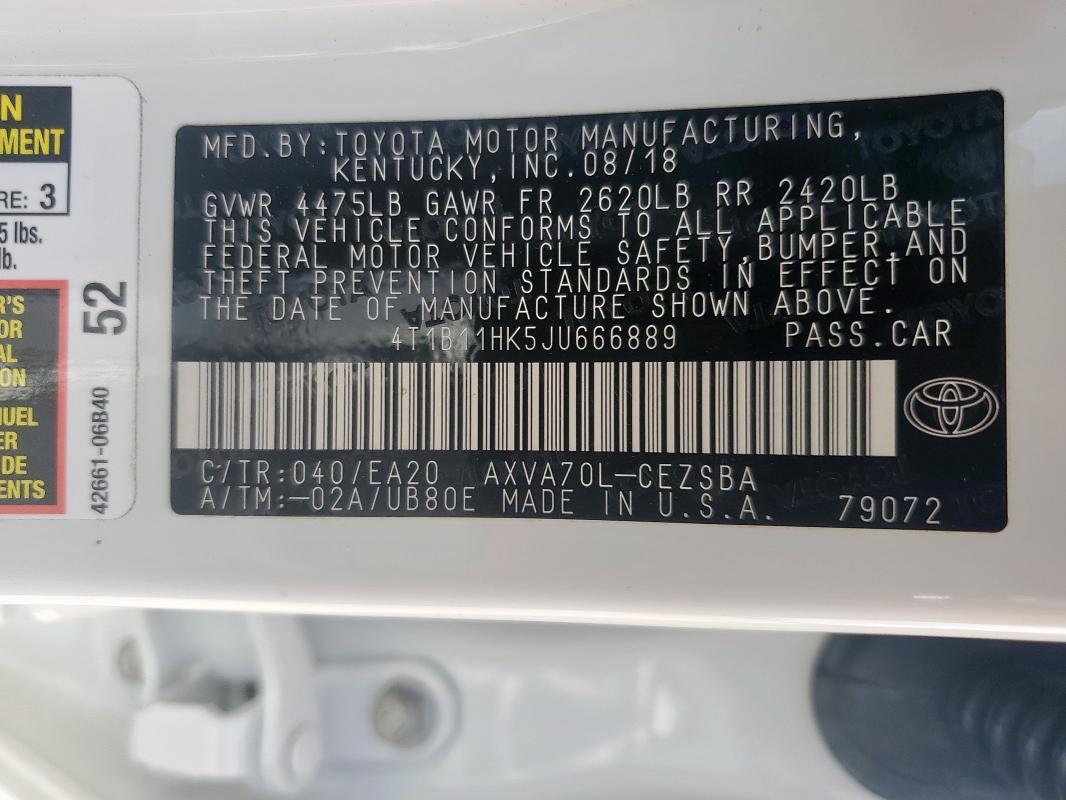 N
MENT
RE: 3
5 lbs.
lb.
R'S
OR
AL
ON
NUEL
ER
DE
ENTS
52
42661-06B40
MFD.BY:TOYOTA MOTOR MANUFACTURING,
KENTUCKY,INC.08/18
GVWR 4475LB GAWR FR 2620LB RR 2420LB
THIS VEHICLE CONFORMS TO ALL APPLICABLE
FEDERAL MOTOR VEHICLE SAFETY,BUMPER,AND
THEFT PREVENTION STANDARDS IN EFFECT ON
THE DATE OF MANUFACTURE SHOWN ABOVE.
4T1B11HK5JU666889 PASS.CAR
C/TR:040/EA20 AXVA70L-CEZSBA
A/TM:-02A/UB80E MADE IN U.S.A. 79072